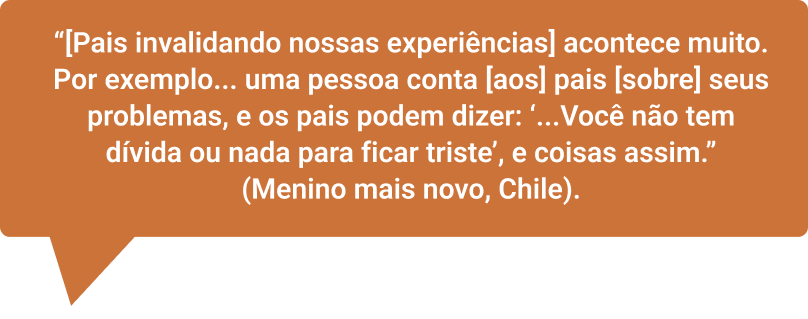 “[Pais invalidando nossas experiências] acontece muito.
Por exemplo... uma pessoa conta [aos] pais [sobre] seus
problemas, e os pais podem dizer: ‘...Você não tem
dívida ou nada para ficar triste’, e coisas assim.”
(Menino mais novo, Chile).